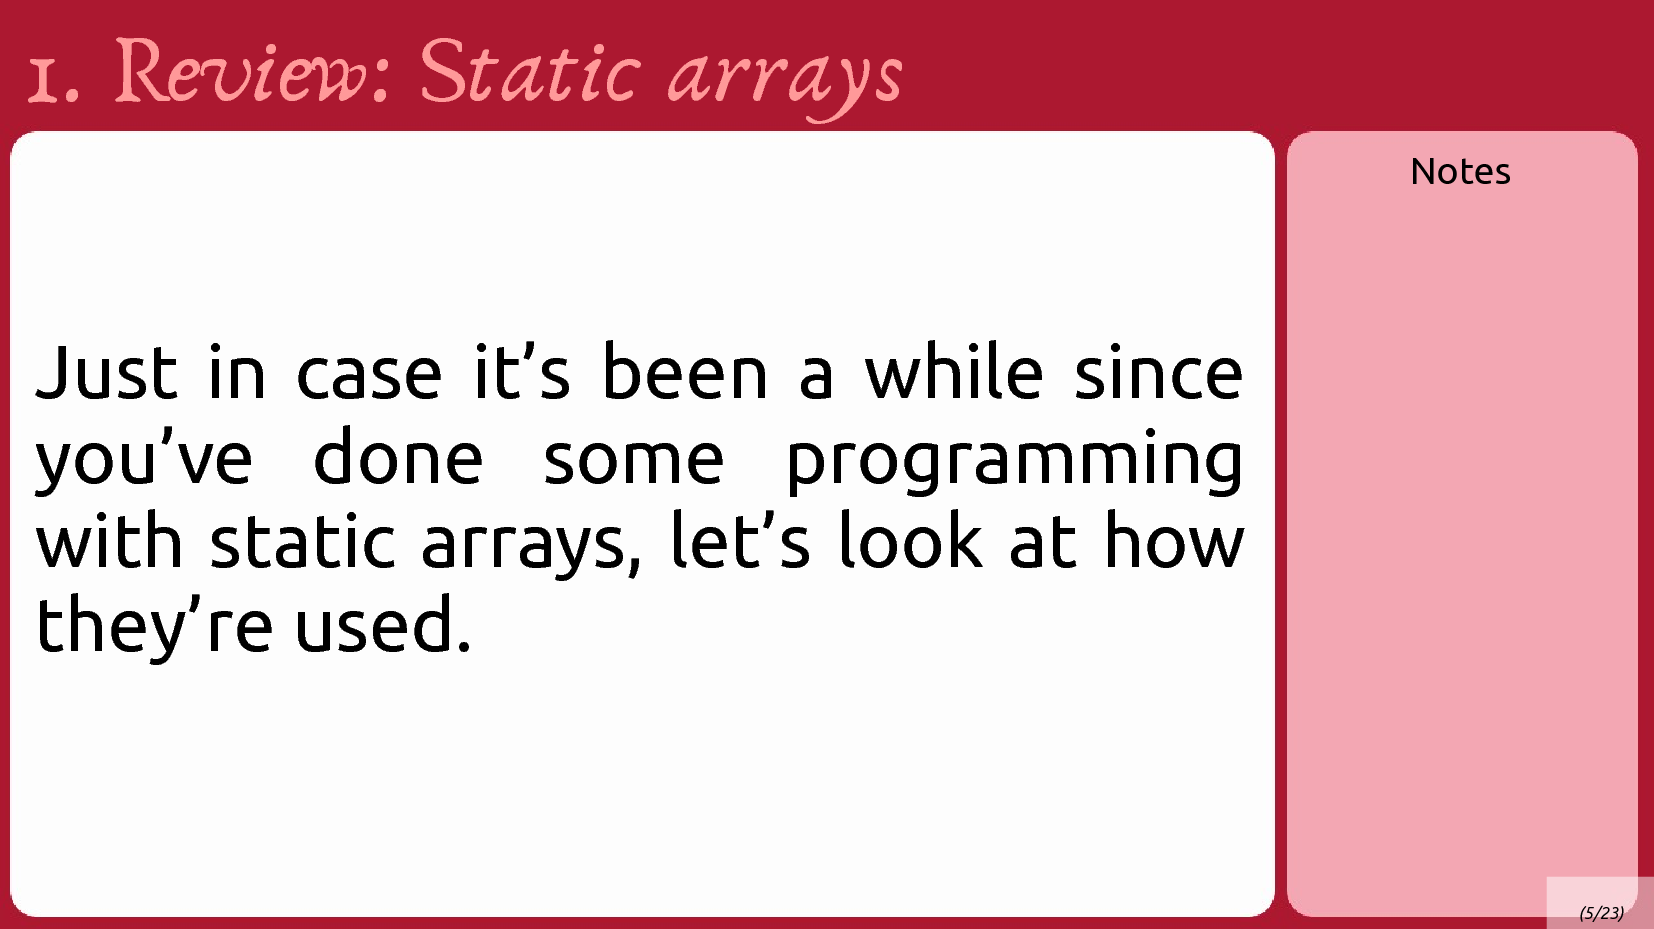 1. Review: Static arrays
Notes
Just in case it’s been a while since
you’ve done some programming
with static arrays, let’s look at how
they’re used.
(5/23)